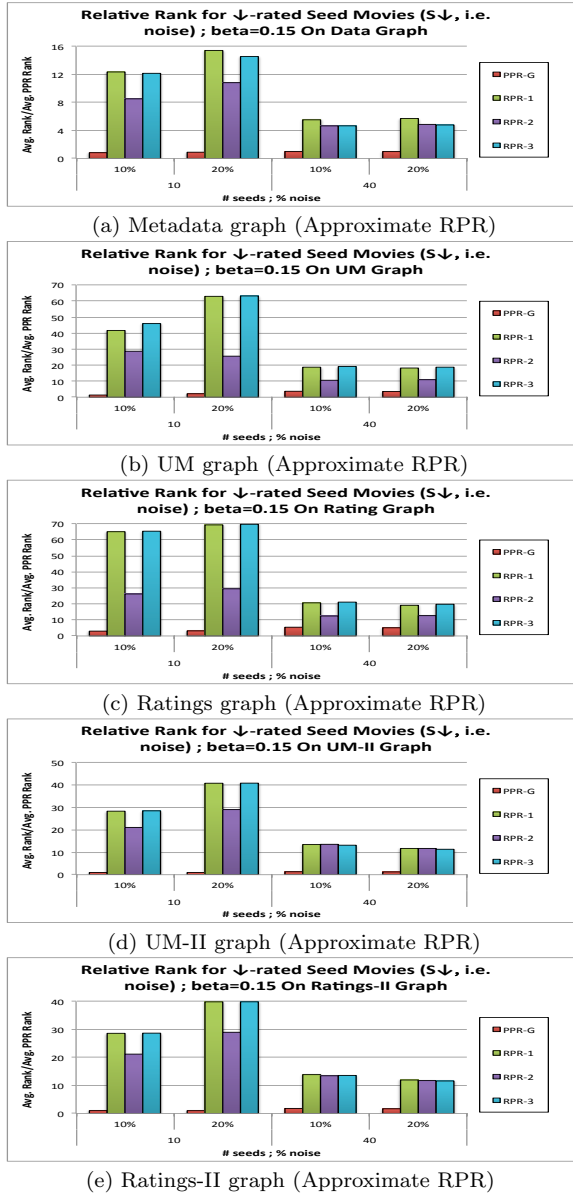 Relative Rank for ↓-rated Seed Movies (S↓, i.e.
noise) ; beta=0.15 On Data Graph
Avg. Rank/Avg. PPR Rank
16
12
8
4
0
10% 20% 10% 20%
10 40
# seeds ; % noise
PPR-G
RPR-1
RPR-2
RPR-3
(a) Metadata graph (Approximate RPR)
Relative Rank for ↓-rated Seed Movies (S↓, i.e.
noise) ; beta=0.15 On UM Graph
Avg. Rank/Avg. PPR Rank
70
60
50
40
30
20
10
0
10% 20% 10% 20%
10 40
# seeds ; % noise
PPR-G
RPR-1
RPR-2
RPR-3
(b) UM graph (Approximate RPR)
Relative Rank for ↓-rated Seed Movies (S↓, i.e.
noise) ; beta=0.15 On Rating Graph
Avg. Rank/Avg. PPR Rank
70
60
50
40
30
20
10
0
10% 20% 10% 20%
10 40
# seeds ; % noise
PPR-G
RPR-1
RPR-2
RPR-3
(c) Ratings graph (Approximate RPR)
Relative Rank for ↓-rated Seed Movies (S↓, i.e.
noise) ; beta=0.15 On UM-II Graph
Avg. Rank/Avg. PPR Rank
50
40
30
20
10
0
10% 20% 10% 20%
10 40
# seeds ; % noise
PPR-G
RPR-1
RPR-2
RPR-3
(d) UM-II graph (Approximate RPR)
Relative Rank for ↓-rated Seed Movies (S↓, i.e.
noise) ; beta=0.15 On Ratings-II Graph
Avg. Rank/Avg. PPR Rank
40
30
20
10
0
10% 20% 10% 20%
10 40
# seeds ; % noise
PPR-G
RPR-1
RPR-2
RPR-3
(e) Ratings-II graph (Approximate RPR)